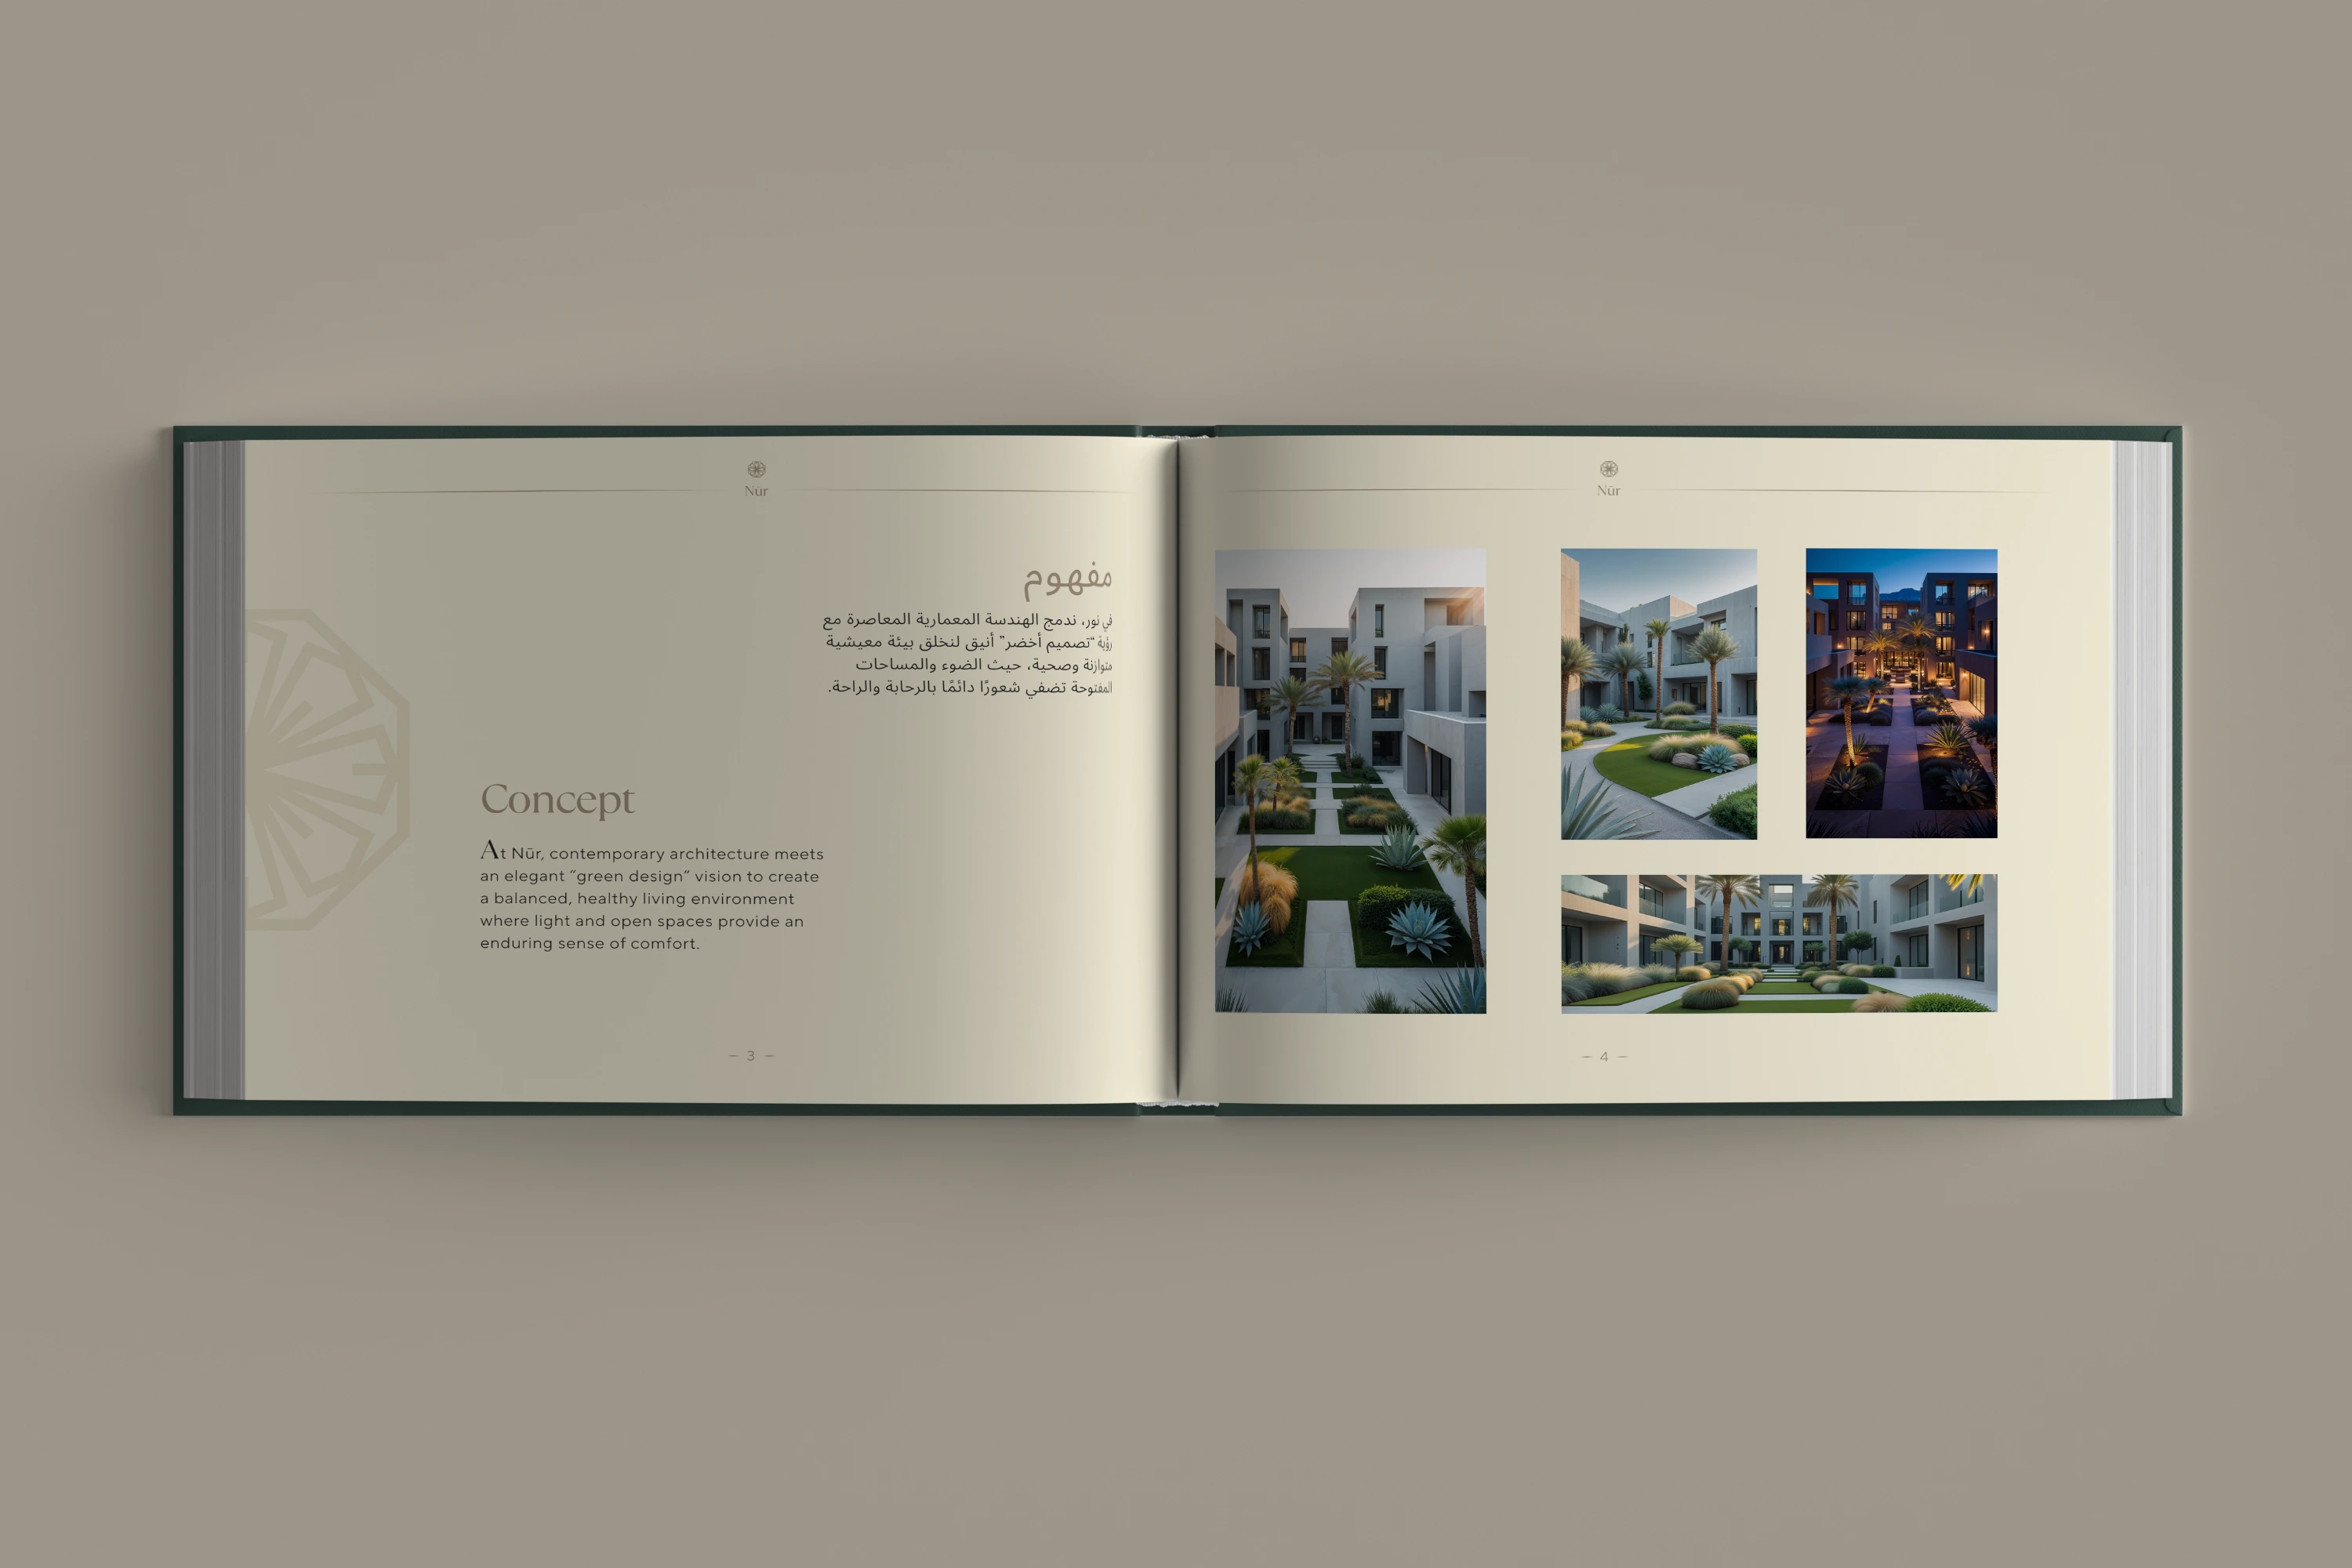 Nūr
مفهوم
في نور، ندمج الهندسة المعمارية المعاصرة مع
رؤية “تصميم أخضر” أنيق لنخلق بيئة معيشية
متوازنة وصحية، حيث الضوء والمساحات
المفتوحة تضفي شعورًا دائمًا بالرحابة والراحة.
Concept
At Nūr, contemporary architecture meets
an elegant “green design” vision to create
a balanced, healthy living environment
where light and open spaces provide an
enduring sense of comfort.
— 3 —
Nūr
— 4 —